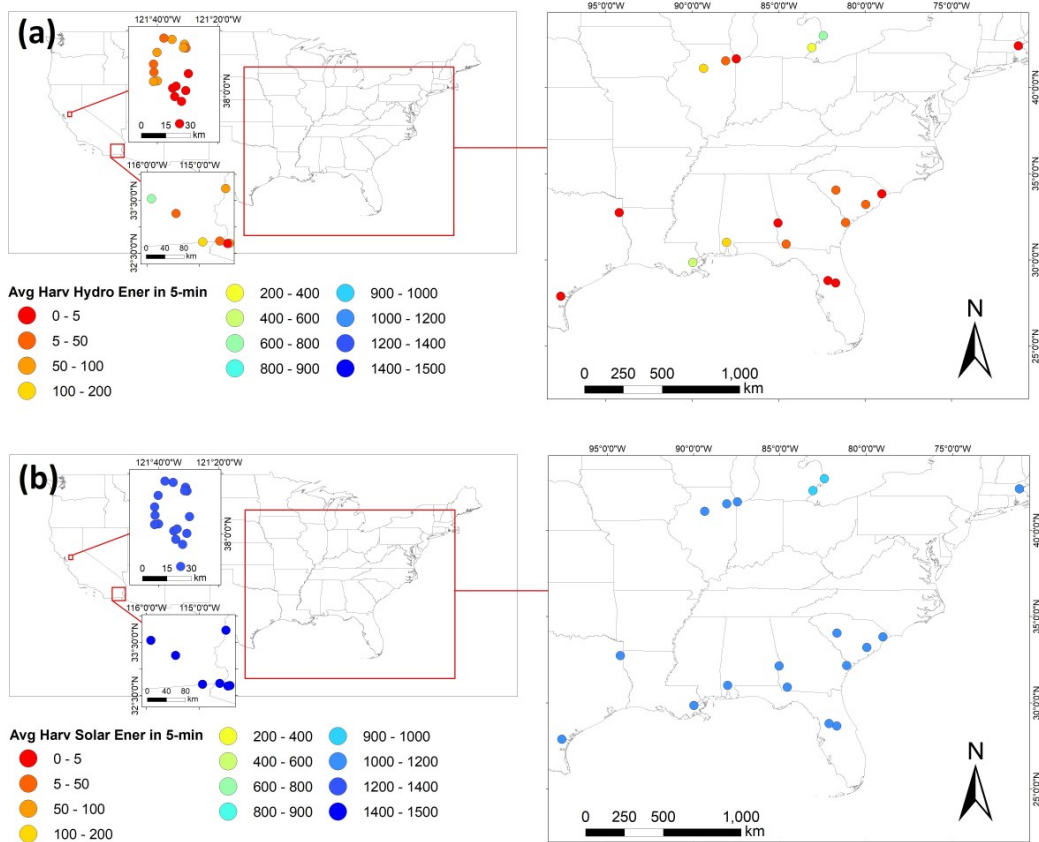 (a)
121°40'0"W 121°20'0"W
38°0'0"N
0 15 30
km
116°0'0"W 115°0'0"W
33°30'0"N
32°30'0"N
0 40 80
km
95°0'0"W 90°0'0"W 85°0'0"W 80°0'0"W 75°0'0"W
40°0'0"N
35°0'0"N
30°0'0"N
25°0'0"N
N
0 250 500 1,000
km
Avg Harv Hydro Ener in 5-min
0 - 5
5 - 50
50 - 100
100 - 200
200 - 400
400 - 600
600 - 800
800 - 900
900 - 1000
1000 - 1200
1200 - 1400
1400 - 1500
(b)
121°40'0"W 121°20'0"W
38°0'0"N
0 15 30
km
116°0'0"W 115°0'0"W
33°30'0"N
32°30'0"N
0 40 80
km
95°0'0"W 90°0'0"W 85°0'0"W 80°0'0"W 75°0'0"W
40°0'0"N
35°0'0"N
30°0'0"N
25°0'0"N
N
0 250 500 1,000
km
Avg Harv Solar Ener in 5-min
0 - 5
5 - 50
50 - 100
100 - 200
200 - 400
400 - 600
600 - 800
800 - 900
900 - 1000
1000 - 1200
1200 - 1400
1400 - 1500